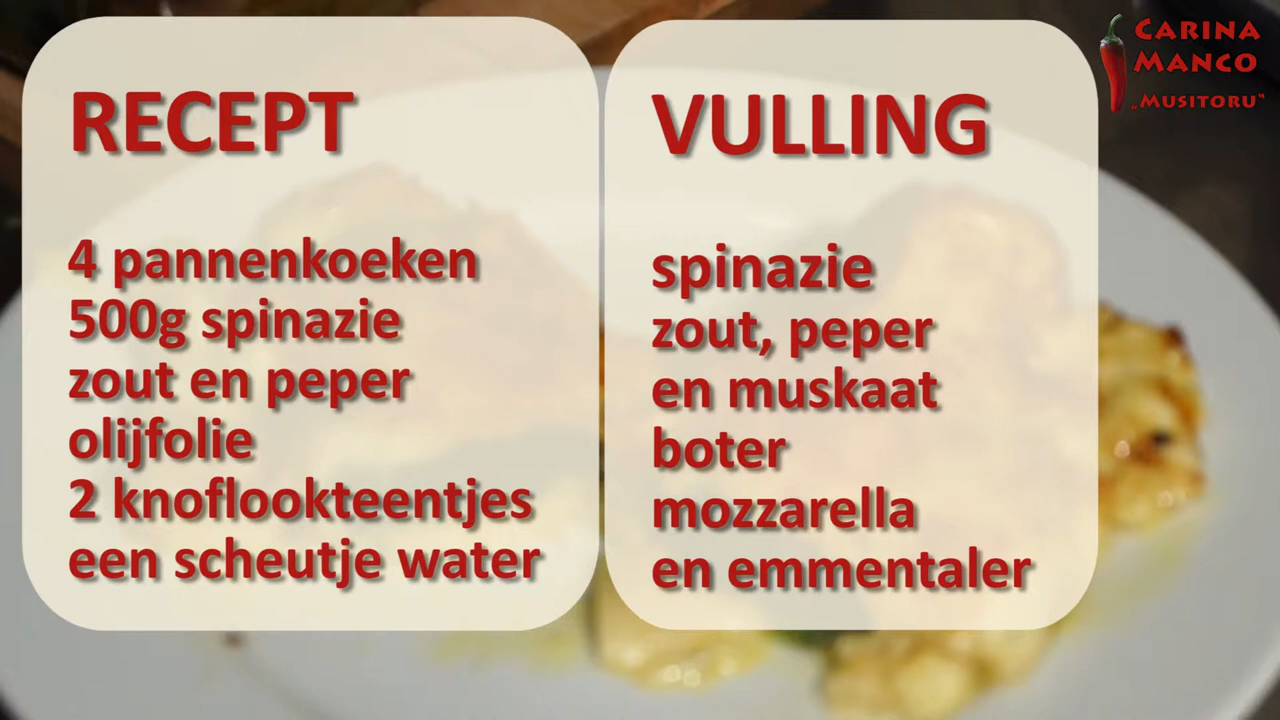 RECEPT
4 pannenkoeken
500g spinazie
zout en peper
olijfolie
2 knoflookteentjes
een scheutje water
VULLING
spinazie
zout, peper
en muskaat
boter
mozzarella
en emmentaler
CARINA
MANCO
„MUSITORU“